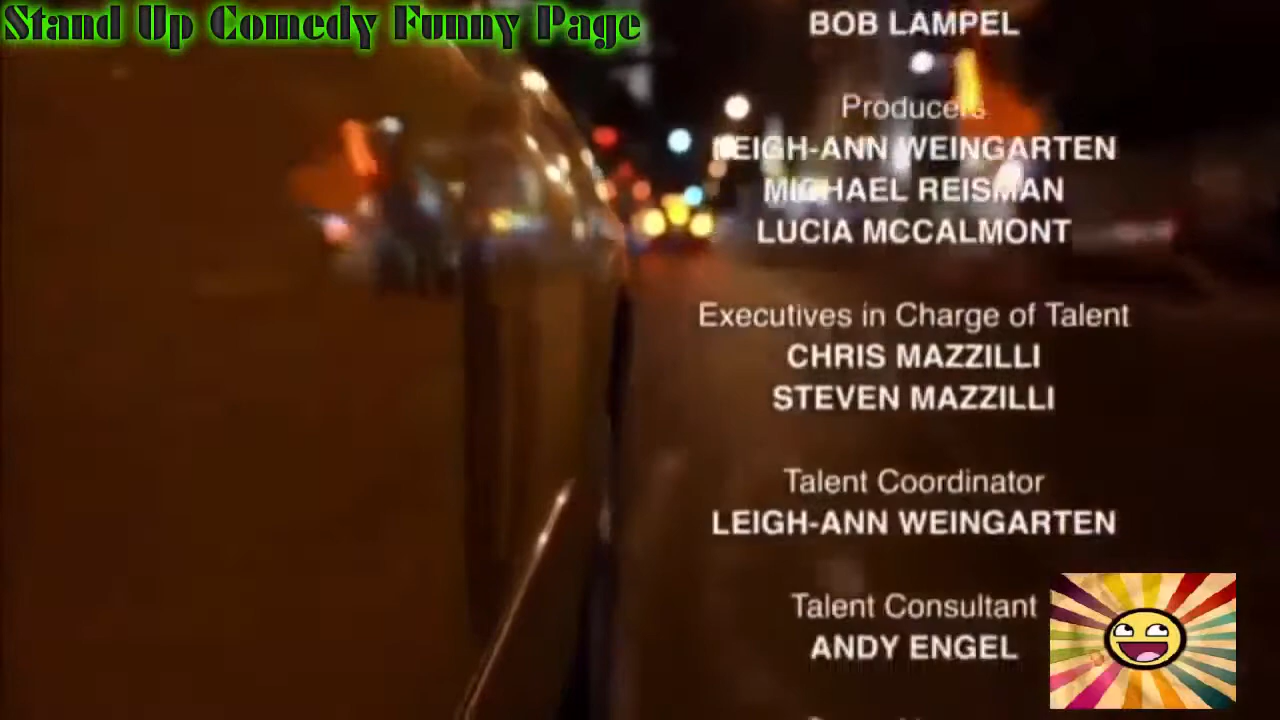 Stand Up Comedy Funny Page
BOB LAMPEL
Producers
LEIGH-ANN WEINGARTEN
MICHAEL REISMAN
LUCIA MCCALMONT
Executives in Charge of Talent
CHRIS MAZZILLI
STEVEN MAZZILLI
Talent Coordinator
LEIGH-ANN WEINGARTEN
Talent Consultant
ANDY ENGEL